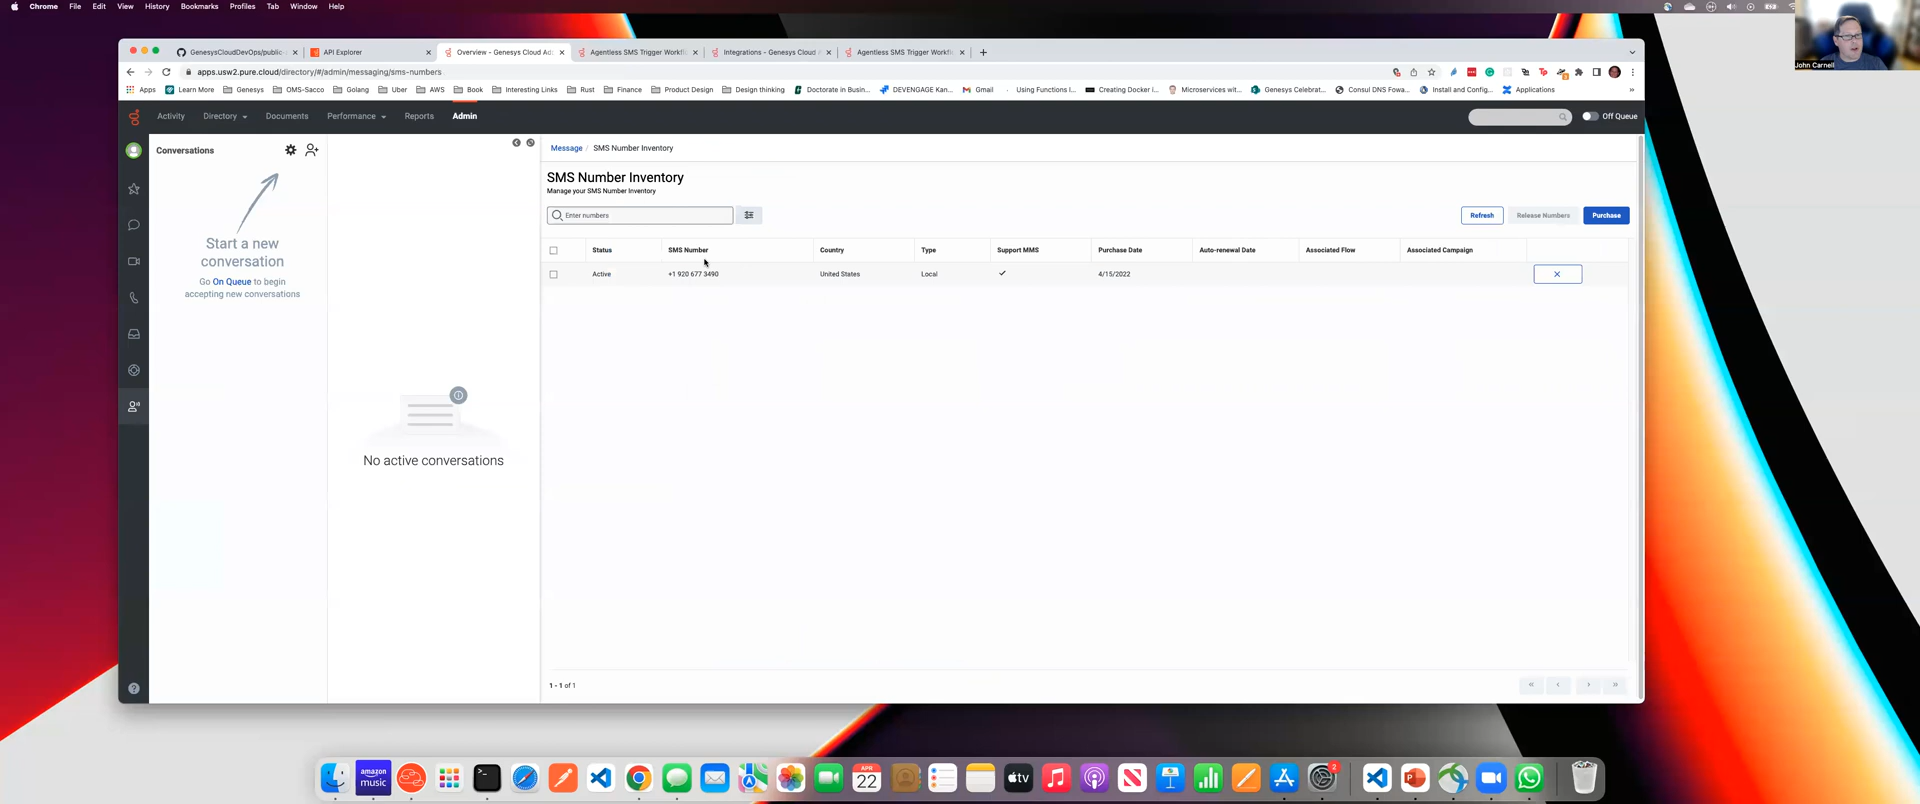 Chrome File Edit View History Bookmarks Profiles Tab Window Help
John Carnell
GenesysCloudDevOps/public-
API Explorer
Overview - Genesys Cloud Ad
Agentless SMS Trigger Workfl
Integrations - Genesys Cloud
Agentless SMS Trigger Workfl
apps.usw2.pure.cloud/directory/#/admin/messaging/sms-numbers
Apps Learn More Genesys OMS-Sacco Golang Uber AWS Book Interesting Links Rust Finance Product Design Design thinking Doctorate in Busin... DEVENGAGE Kan... Gmail Using Functions i... Creating Docker i... Microservices wit... Genesys Celebrat... Consul DNS Fowa... Install and Config... Applications »
Activity Directory Documents Performance Reports Admin Off Queue
Conversations
Start a new
conversation
Go On Queue to begin
accepting new conversations
No active conversations
Message / SMS Number Inventory
SMS Number Inventory
Manage your SMS Number Inventory
Enter numbers
Refresh Release Numbers Purchase
Status SMS Number Country Type Support MMS Purchase Date Auto-renewal Date Associated Flow Associated Campaign
Active +1 920 677 3490 United States Local 4/15/2022
1 - 1 of 1
amazon
music
APR
22
tv
2